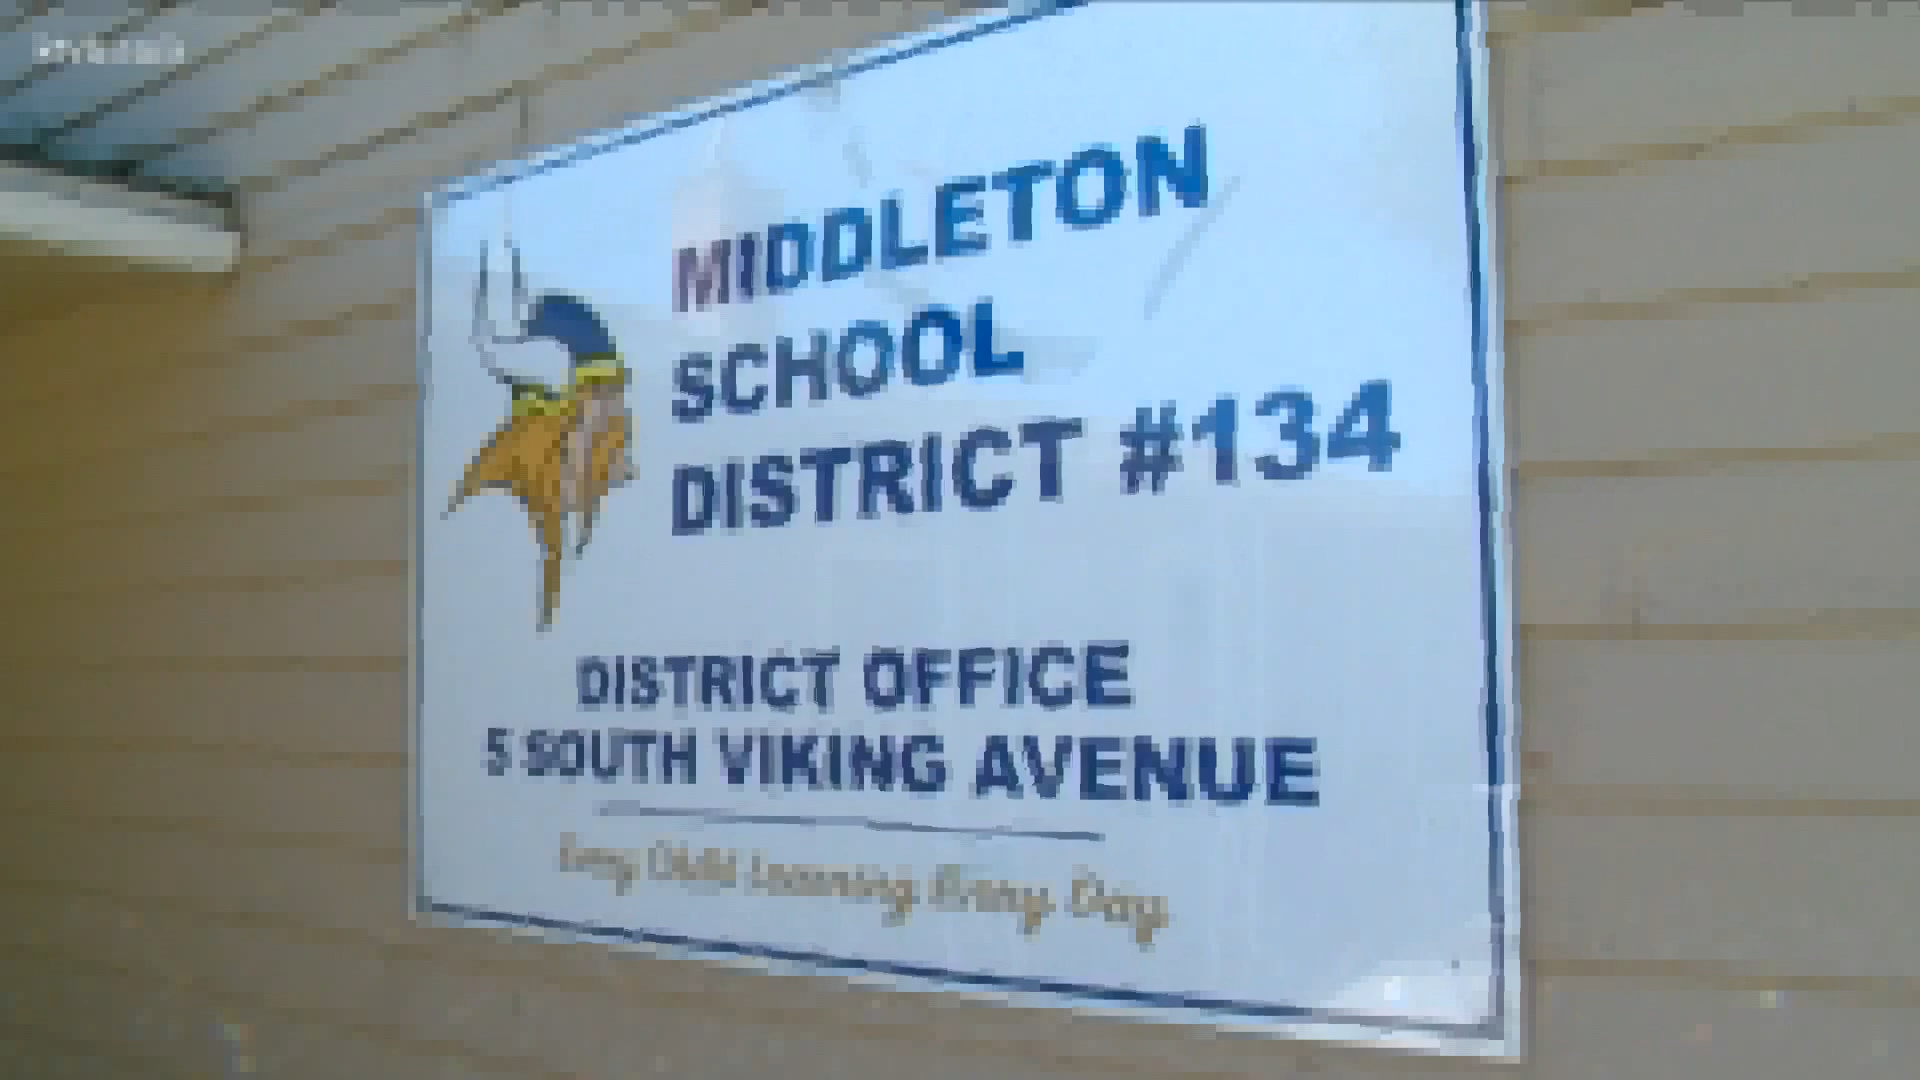 MIDDLETON
SCHOOL
DISTRICT #134
DISTRICT OFFICE
5 SOUTH VIKING AVENUE
Every Child Learning Every Day